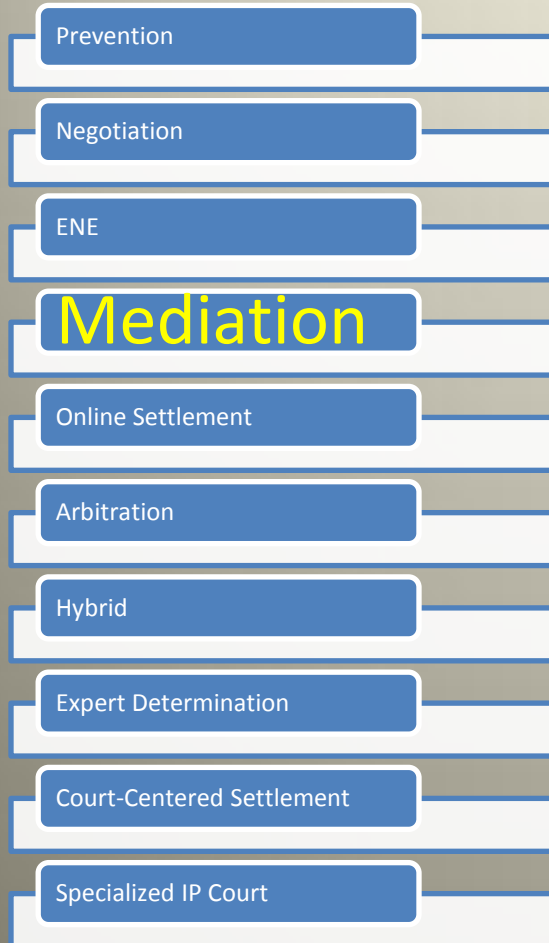 Prevention
Negotiation
ENE
Mediation
Online Settlement
Arbitration
Hybrid
Expert Determination
Court-Centered Settlement
Specialized IP Court